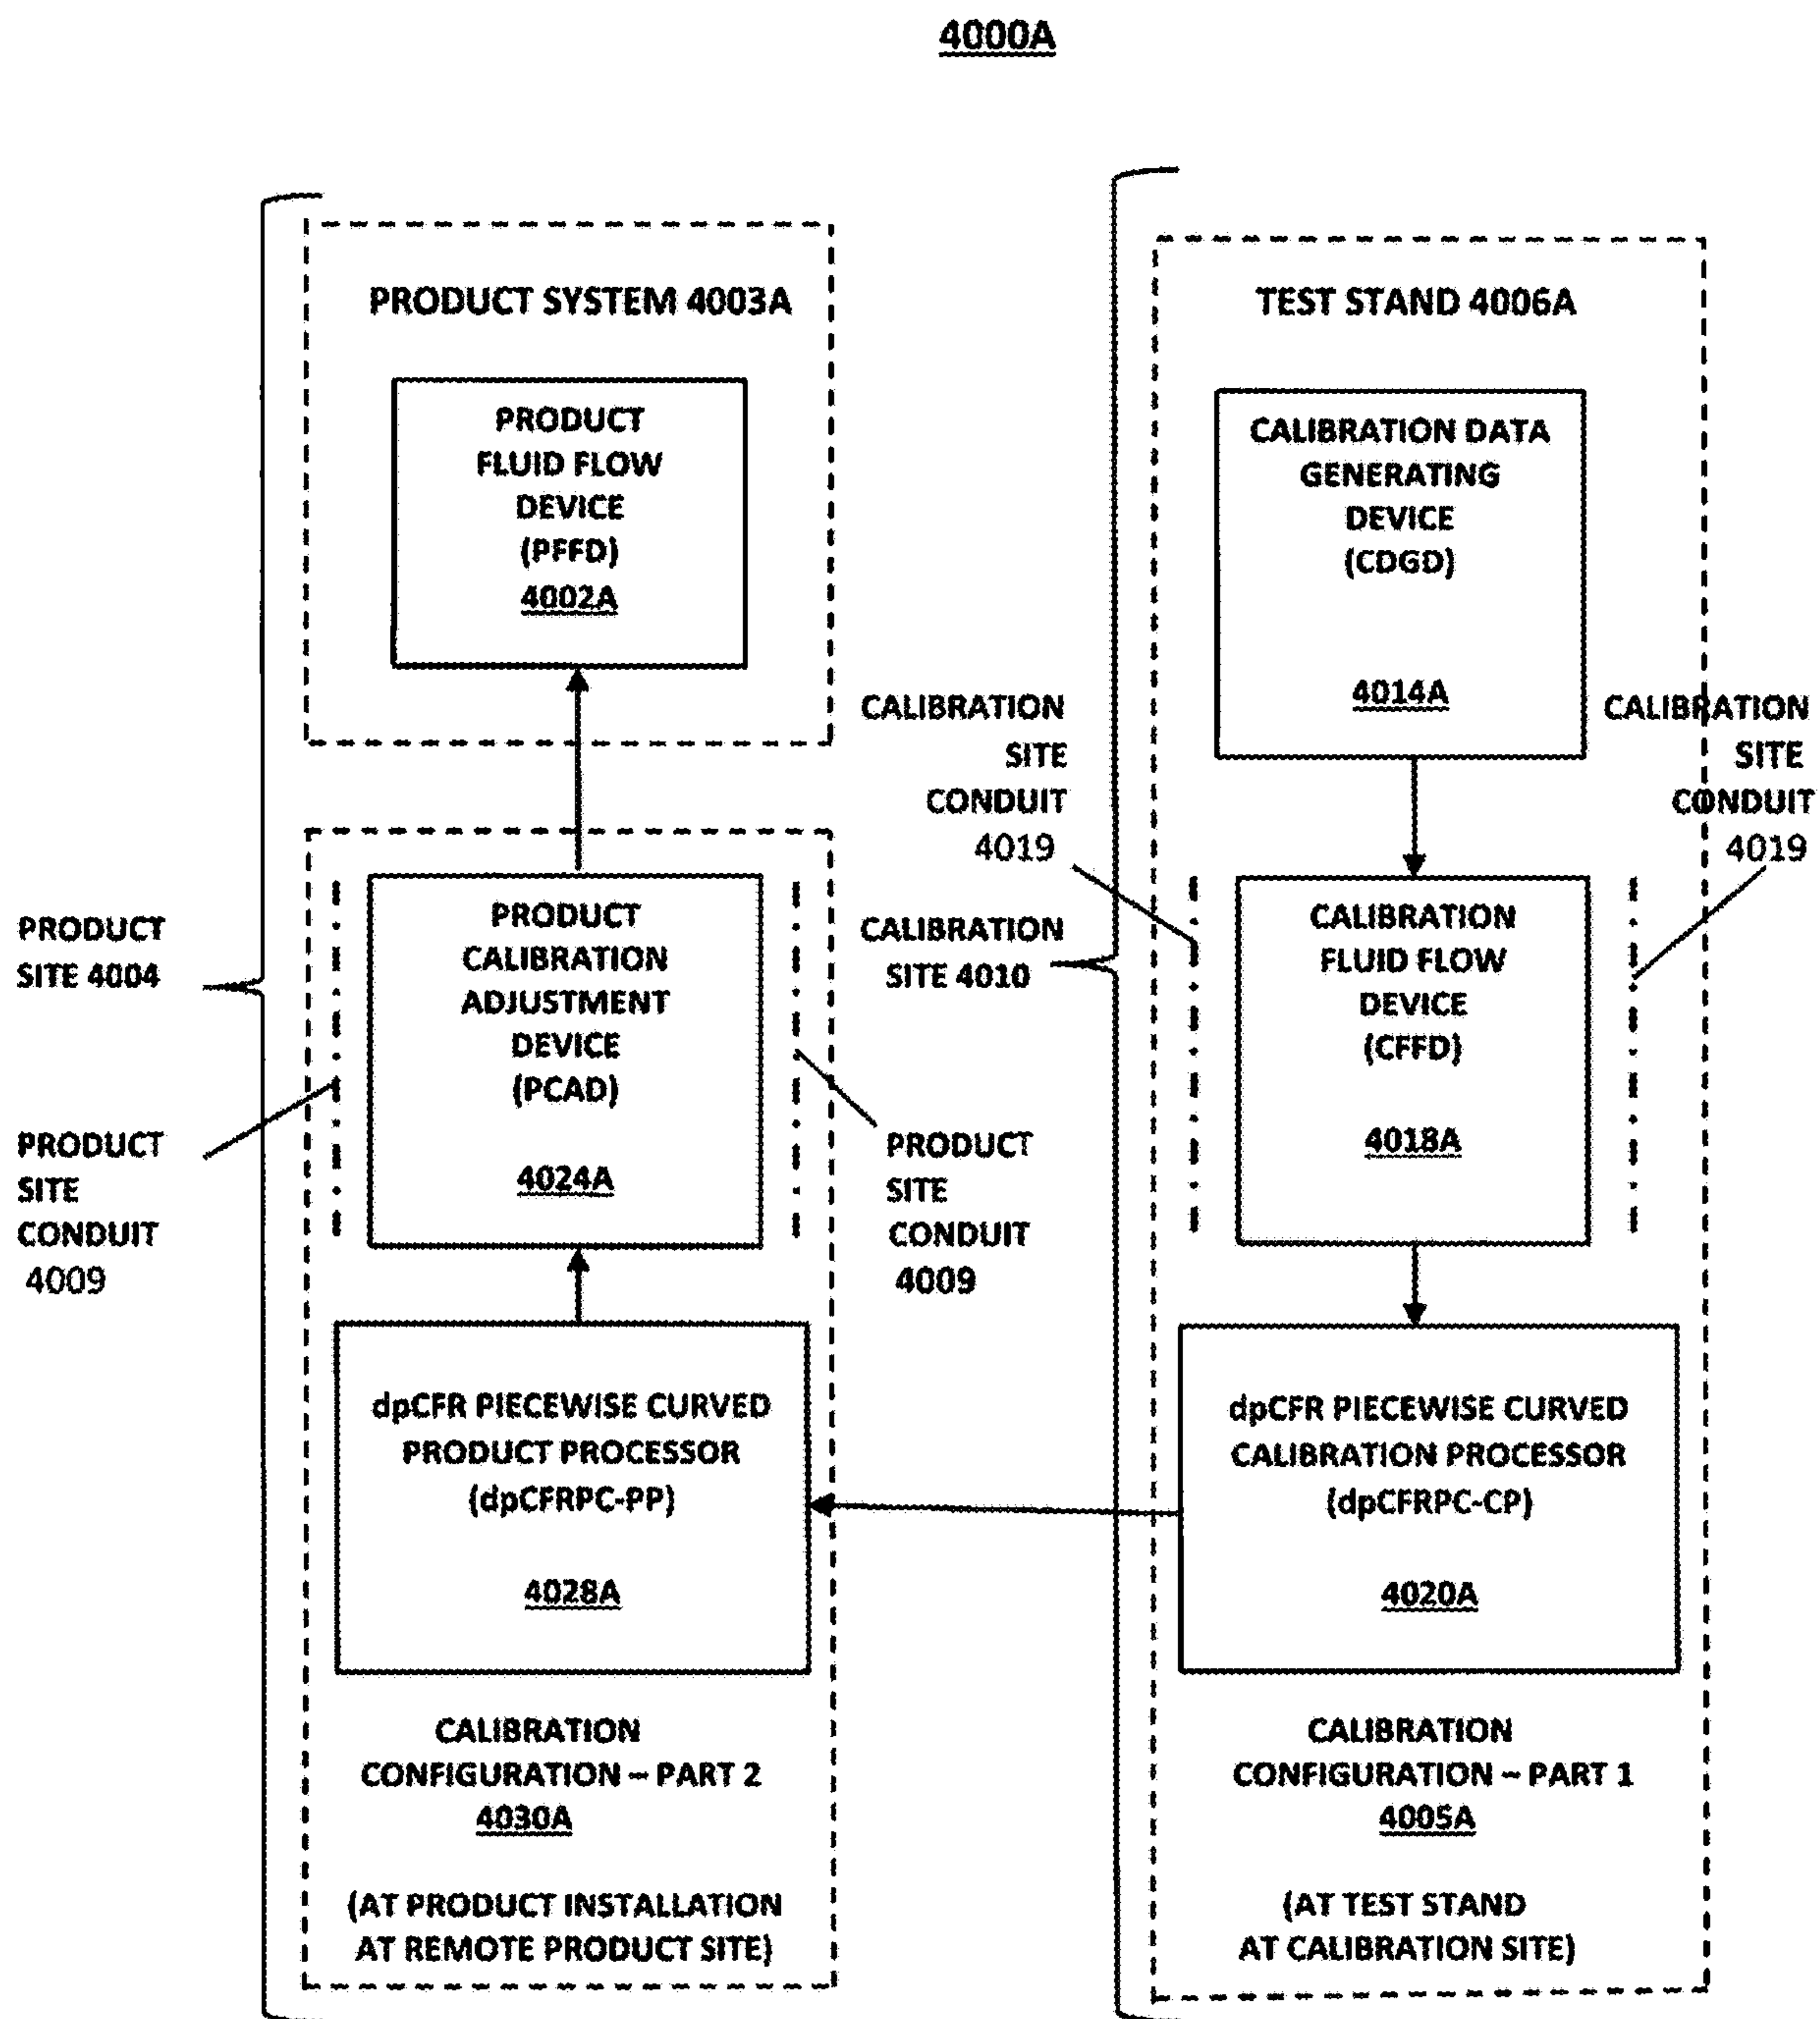 4000A
PRODUCT SYSTEM 4003A
PRODUCT
FLUID FLOW
DEVICE
(PFFD)
4002A
PRODUCT
SITE 4004
PRODUCT
CALIBRATION
ADJUSTMENT
DEVICE
(PCAD)
4024A
PRODUCT
SITE
CONDUIT
4009
PRODUCT
SITE
CONDUIT
4009
dpCFR PIECEWISE CURVED
PRODUCT PROCESSOR
(dpCFRPC-PP)
4028A
CALIBRATION
CONFIGURATION – PART 2
4030A
(AT PRODUCT INSTALLATION
AT REMOTE PRODUCT SITE)
TEST STAND 4006A
CALIBRATION DATA
GENERATING
DEVICE
(CDGD)
4014A
CALIBRATION
SITE
CONDUIT
4019
CALIBRATION
SITE
CONDUIT
4019
CALIBRATION
SITE 4010
CALIBRATION
FLUID FLOW
DEVICE
(CFFD)
4018A
dpCFR PIECEWISE CURVED
CALIBRATION PROCESSOR
(dpCFRPC-CP)
4020A
CALIBRATION
CONFIGURATION – PART 1
4005A
(AT TEST STAND
AT CALIBRATION SITE)